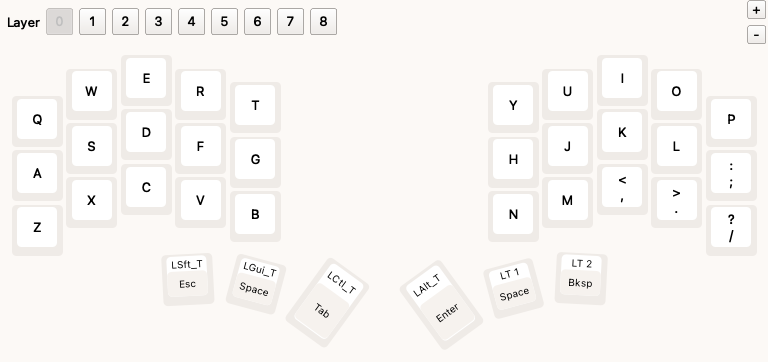 Layer 0 1 2 3 4 5 6 7 8
+
-
Q W E R T Y U I O P
A S D F G H J K L :
;
Z X C V B N M <
, >
. ?
/
LSft_T
Esc
LGui_T
Space
LCtl_T
Tab
LAlt_T
Enter
LT 1
Space
LT 2
Bksp